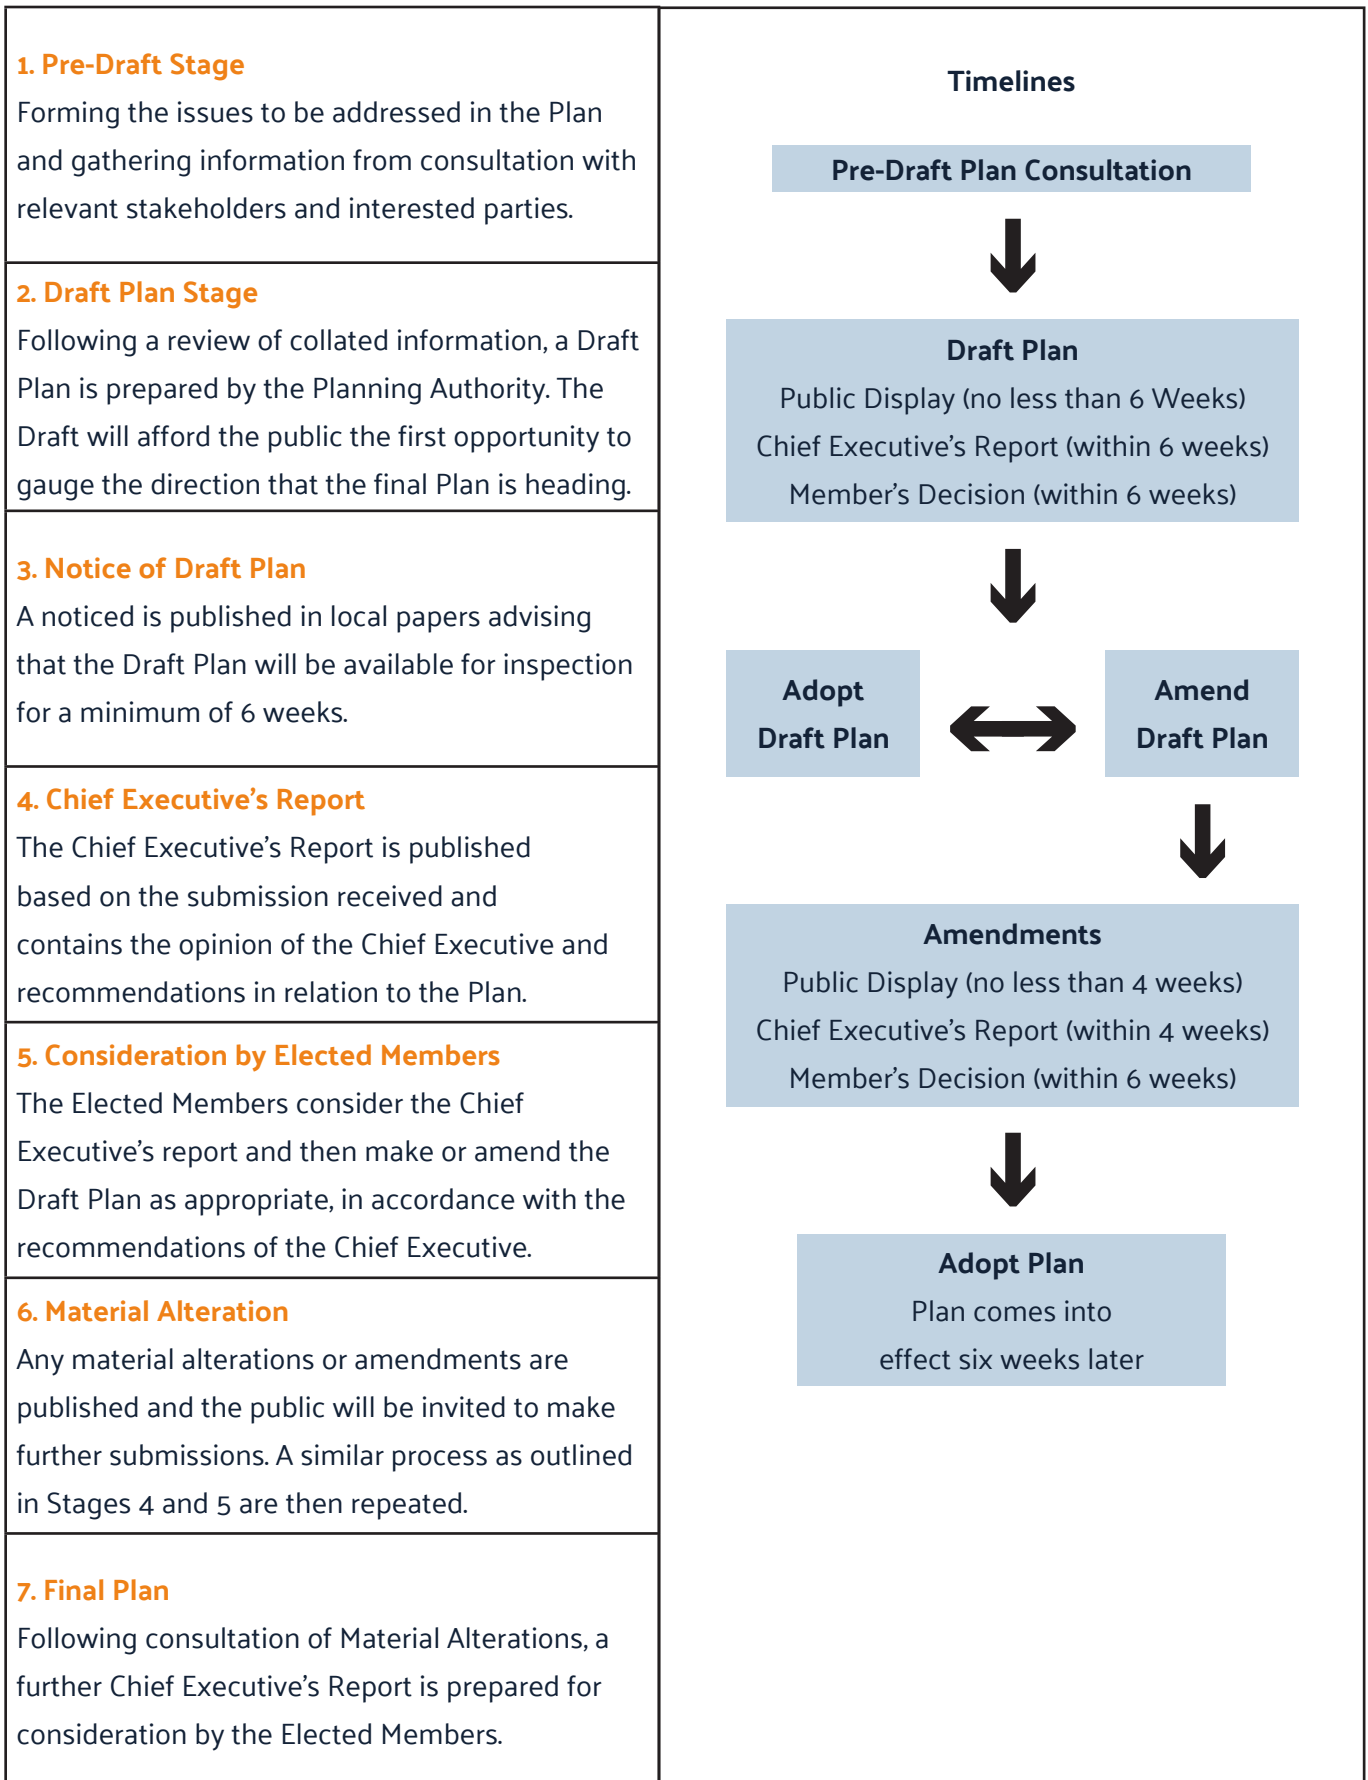 1. Pre-Draft Stage
Forming the issues to be addressed in the Plan
and gathering information from consultation with
relevant stakeholders and interested parties.
2. Draft Plan Stage
Following a review of collated information, a Draft
Plan is prepared by the Planning Authority. The
Draft will afford the public the first opportunity to
gauge the direction that the final Plan is heading.
3. Notice of Draft Plan
A noticed is published in local papers advising
that the Draft Plan will be available for inspection
for a minimum of 6 weeks.
4. Chief Executive’s Report
The Chief Executive’s Report is published
based on the submission received and
contains the opinion of the Chief Executive and
recommendations in relation to the Plan.
5. Consideration by Elected Members
The Elected Members consider the Chief
Executive’s report and then make or amend the
Draft Plan as appropriate, in accordance with the
recommendations of the Chief Executive.
6. Material Alteration
Any material alterations or amendments are
published and the public will be invited to make
further submissions. A similar process as outlined
in Stages 4 and 5 are then repeated.
7. Final Plan
Following consultation of Material Alterations, a
further Chief Executive’s Report is prepared for
consideration by the Elected Members.
Timelines
Pre-Draft Plan Consultation
Draft Plan
Public Display (no less than 6 Weeks)
Chief Executive’s Report (within 6 weeks)
Member’s Decision (within 6 weeks)
Adopt
Draft Plan
Amend
Draft Plan
Amendments
Public Display (no less than 4 weeks)
Chief Executive’s Report (within 4 weeks)
Member’s Decision (within 6 weeks)
Adopt Plan
Plan comes into
effect six weeks later